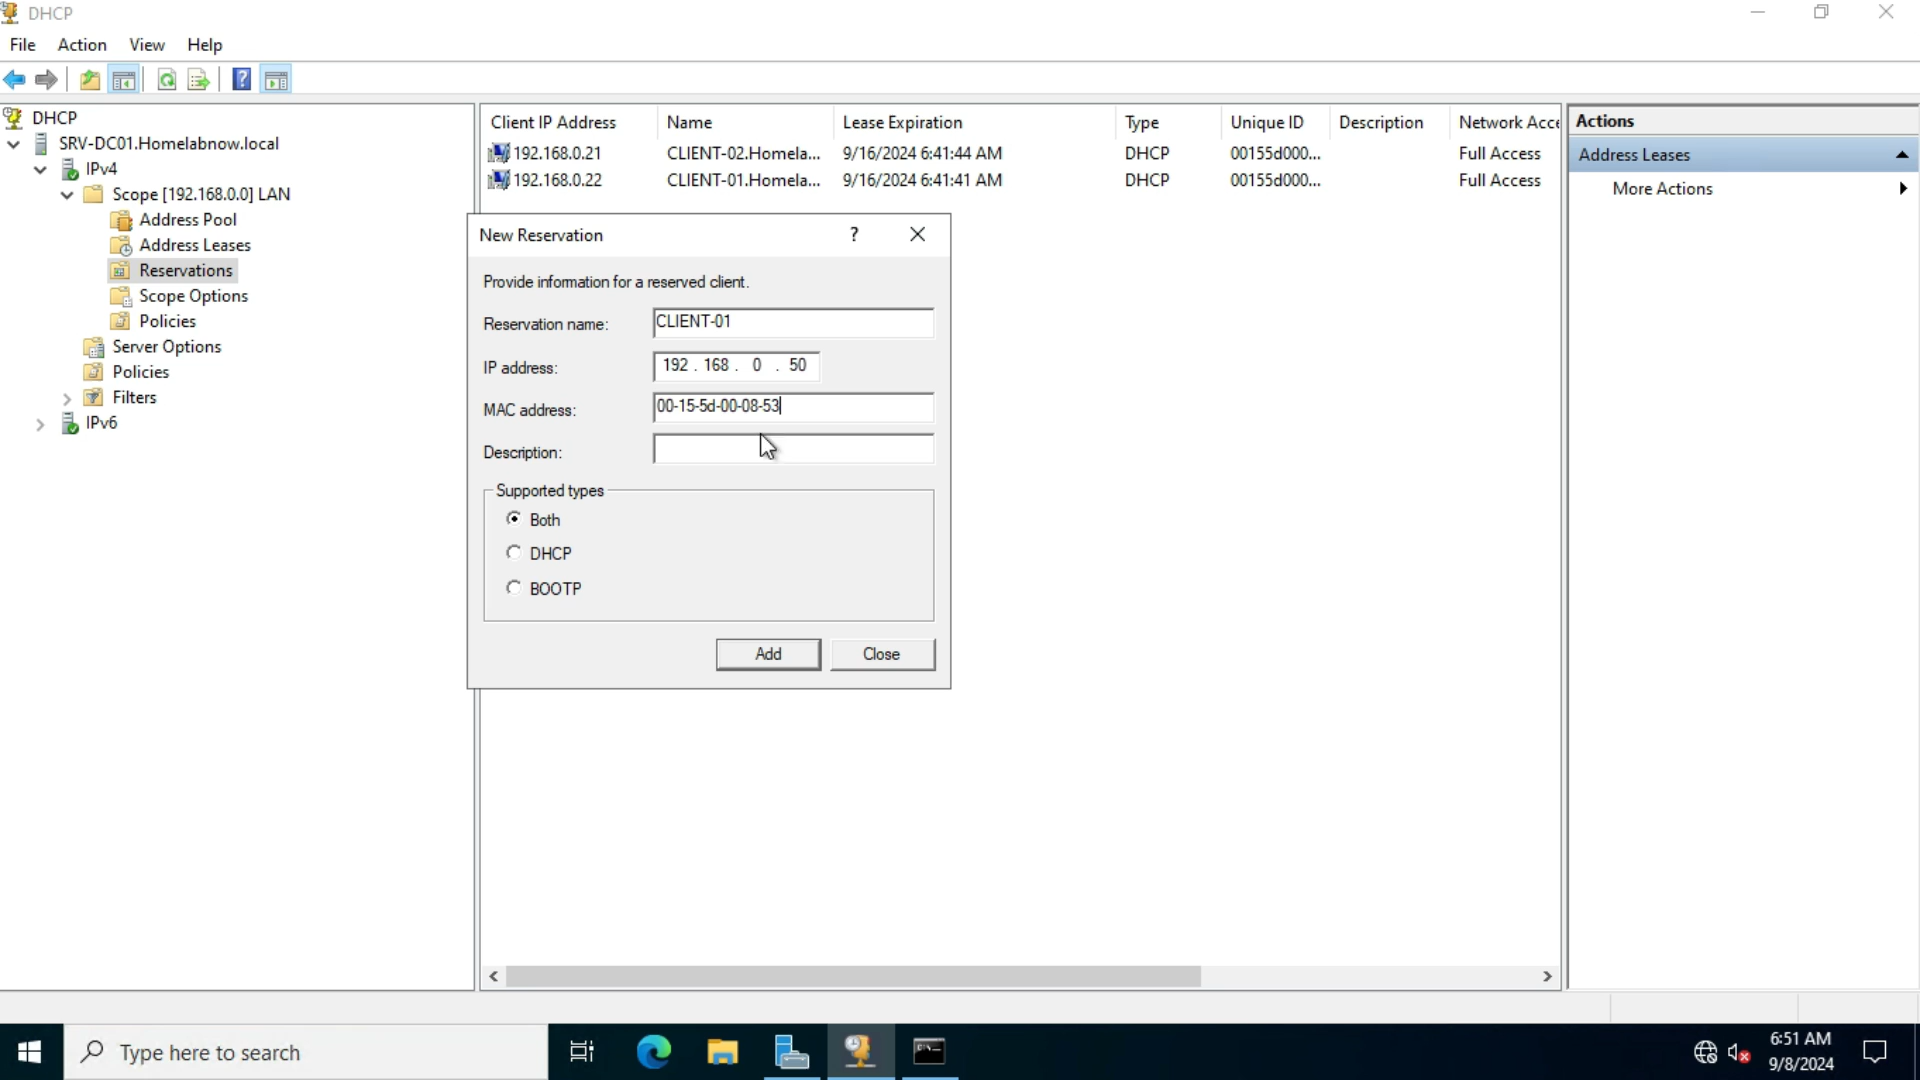 DHCP
File Action View Help
DHCP
SRV-DC01.Homelabnow.local
IPv4
Scope [192.168.0.0] LAN
Address Pool
Address Leases
Reservations
Scope Options
Policies
Server Options
Policies
Filters
IPv6
Client IP Address Name Lease Expiration Type Unique ID Description Network Acce
192.168.0.21 CLIENT-02.Homela... 9/16/2024 6:41:44 AM DHCP 00155d000... Full Access
192.168.0.22 CLIENT-01.Homela... 9/16/2024 6:41:41 AM DHCP 00155d000... Full Access
New Reservation ?
Provide information for a reserved client.
Reservation name: CLIENT-01
IP address: 192 . 168 . 0 . 50
MAC address: 00-15-5d-00-08-53
Description:
Supported types
Both
DHCP
BOOTP
Add Close
Actions
Address Leases
More Actions
Type here to search
6:51 AM
9/8/2024